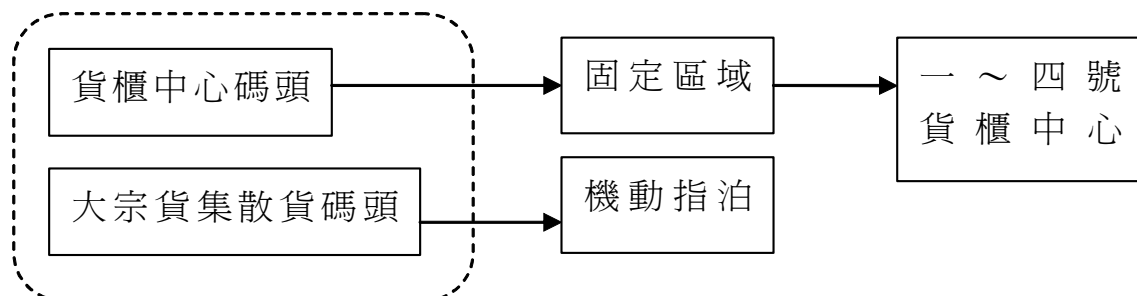 貨櫃中心碼頭
固定區域
一～四號
貨櫃中心
大宗貨集散貨碼頭
機動指泊